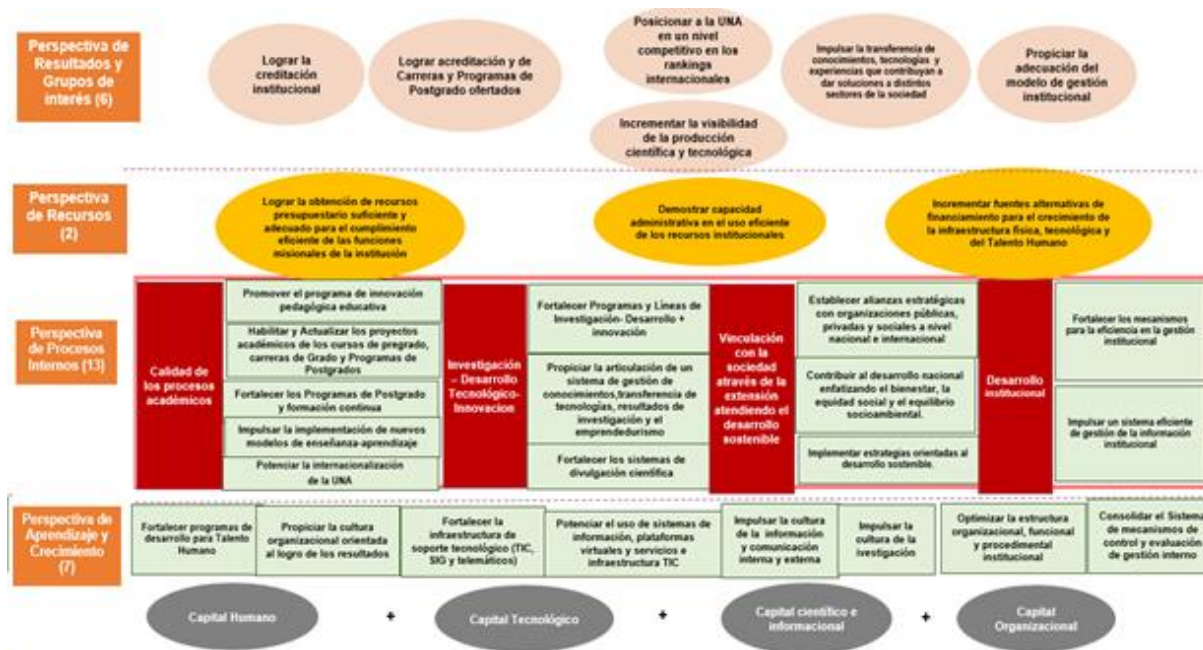 Perspectiva de
Resultados y
Grupos de
interés (6)
Lograr la
creditación
institucional
Lograr acreditación y de
Carreras y Programas de
Postgrado ofertados
Posicionar a la UNA
en un nivel
competitivo en los
rankings
internacionales
Incrementar la visibilidad
de la producción
científica y tecnológica
Impulsar la transferencia de
conocimientos, tecnologías y
experiencias que contribuyan a
dar soluciones a distintos
sectores de la sociedad
Propiciar la
adecuación del
modelo de gestión
institucional
Perspectiva
de Recursos
(2)
Lograr la obtención de recursos
presupuestario suficiente y
adecuado para el cumplimiento
eficiente de las funciones
misionales de la institución
Demostrar capacidad
administrativa en el uso eficiente
de los recursos institucionales
Incrementar fuentes alternativas de
financiamiento para el crecimiento de
la infraestructura física, tecnológica y
del Talento Humano
Perspectiva
de Procesos
Internos (13)
Calidad de
los procesos
académicos
Promover el programa de innovación
pedagógica educativa
Habilitar y Actualizar los proyectos
académicos de los cursos de pregrado,
carreras de Grado y Programas de
Postgrados
Fortalecer los Programas de Postgrado
y formación continua
Impulsar la implementación de nuevos
modelos de enseñanza-aprendizaje
Potenciar la internacionalización
de la UNA
Investigación
– Desarrollo
Tecnológico-
Innovacion
Fortalecer Programas y Líneas de
Investigación- Desarrollo +
innovación
Propiciar la articulación de un
sistema de gestión de
conocimientos,transferencia de
tecnologías, resultados de
investigación y el
emprendedurismo
Fortalecer los sistemas de
divulgación científica
Vinculación
con la
sociedad
através de la
extensión
atendiendo el
desarrollo
sostenible
Establecer alianzas estratégicas
con organizaciones públicas,
privadas y sociales a nivel
nacional e internacional
Contribuir al desarrollo nacional
enfatizando el bienestar, la
equidad social y el equilibrio
socioambiental.
Implementar estrategias orientadas al
desarrollo sostenible.
Desarrollo
institucional
Fortalecer los mecanismos
para la eficiencia en la gestión
institucional
Impulsar un sistema eficiente
de gestión de la información
institucional
Perspectiva de
Aprendizaje y
Crecimiento
(7)
Fortalecer programas de
desarrollo para Talento
Humano
Propiciar la cultura
organizacional orientada
al logro de los resultados
Fortalecer la
infraestructura de
soporte tecnológico (TIC,
SIG y telemáticos)
Potenciar el uso de sistemas de
información, plataformas
virtuales y servicios e
infraestructura TIC
Impulsar la cultura
de la información
y comunicación
interna y externa
Impulsar la
cultura de la
ivestigación
Optimizar la estructura
organizacional, funcional
y procedimental
institucional
Consolidar el Sistema
de mecanismos de
control y evaluación
de gestión interno
Capital Humano
+
Capital Tecnológico
+
Capital científico e
informacional
+
Capital
Organizacional